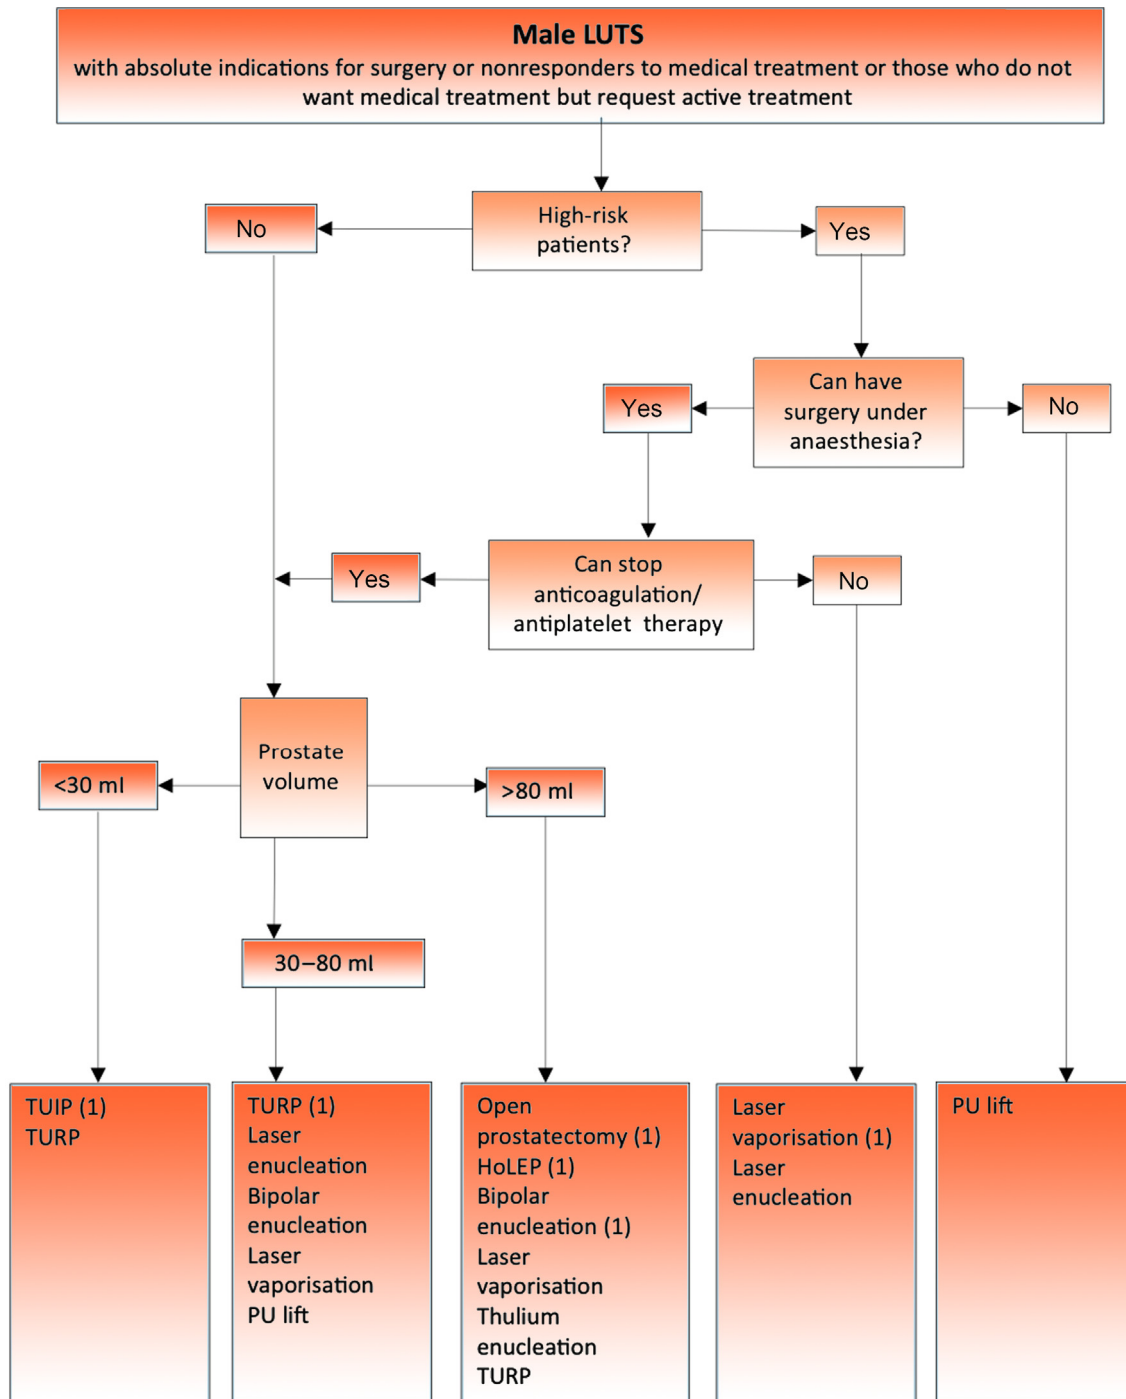 Male LUTS
with absolute indications for surgery or nonresponders to medical treatment or those who do not
want medical treatment but request active treatment
High-risk
patients?
No
Yes
Can have
surgery under
anaesthesia?
Yes
No
Can stop
anticoagulation/
antiplatelet therapy
Yes
No
Prostate
volume
<30 ml
>80 ml
30–80 ml
TUIP (1)
TURP
TURP (1)
Laser
enucleation
Bipolar
enucleation
Laser
vaporisation
PU lift
Open
prostatectomy (1)
HoLEP (1)
Bipolar
enucleation (1)
Laser
vaporisation
Thulium
enucleation
TURP
Laser
vaporisation (1)
Laser
enucleation
PU lift